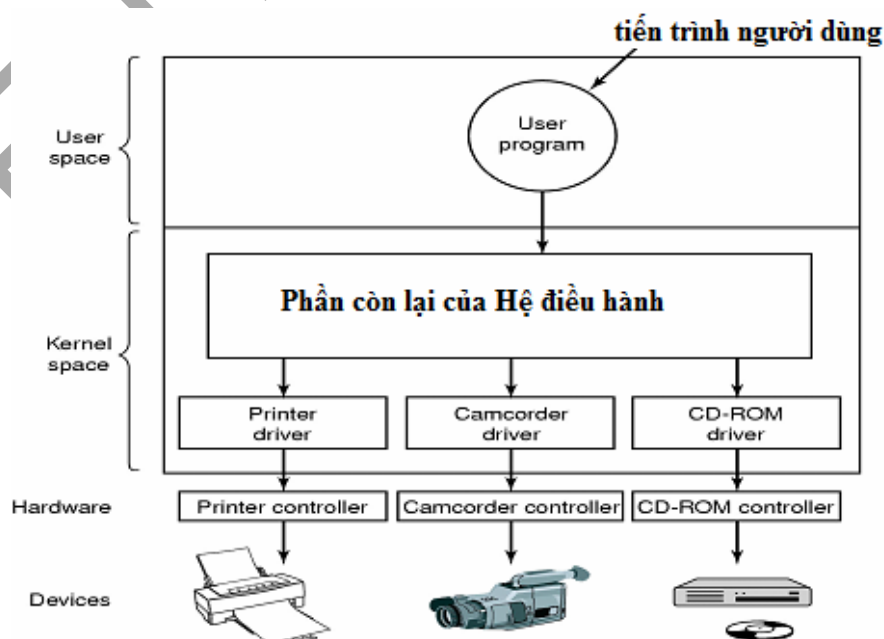 tiến trình người dùng
User
program
User
space
Phần còn lại của Hệ điều hành
Kernel
space
Printer
driver
Camcorder
driver
CD-ROM
driver
Hardware
Printer controller
Camcorder controller
CD-ROM controller
Devices